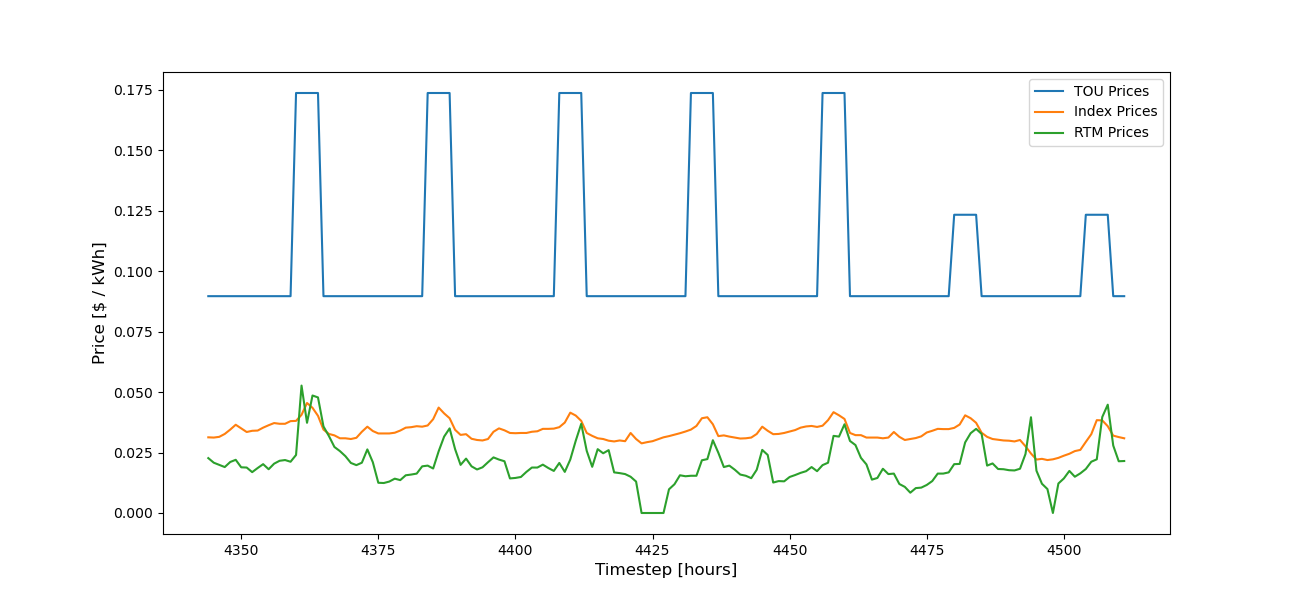 TOU Prices
Index Prices
RTM Prices
Price [$ / kWh]
0.175
0.150
0.125
0.100
0.075
0.050
0.025
0.000
4350 4375 4400 4425 4450 4475 4500
Timestep [hours]